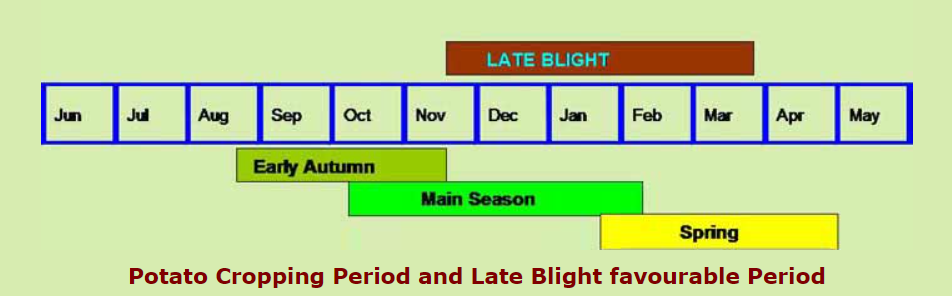 LATE BLIGHT
Jun Jul Aug Sep Oct Nov Dec Jan Feb Mar Apr May
Early Autumn
Main Season
Spring
Potato Cropping Period and Late Blight favourable Period